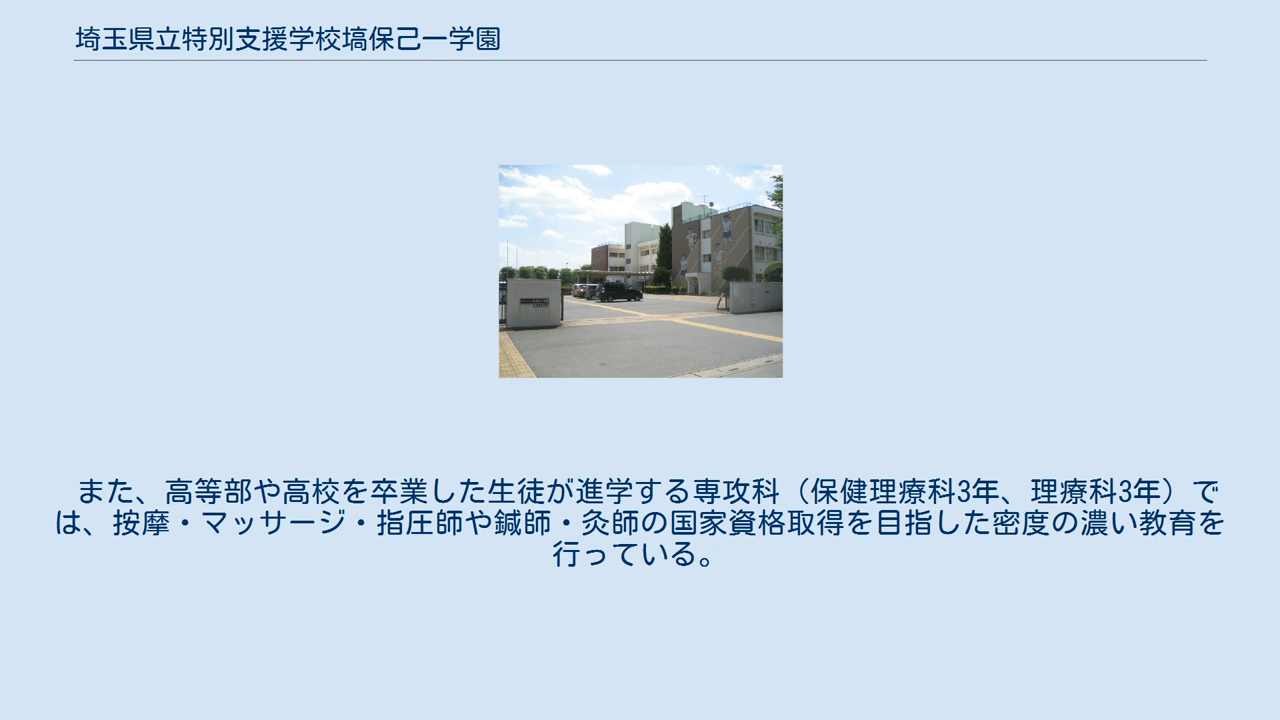 埼玉県立特別支援学校塙保己一学園
また、高等部や高校を卒業した生徒が進学する専攻科（保健理療科3年、理療科3年）で
は、按摩・マッサージ・指圧師や鍼師・灸師の国家資格取得を目指した密度の濃い教育を
行っている。